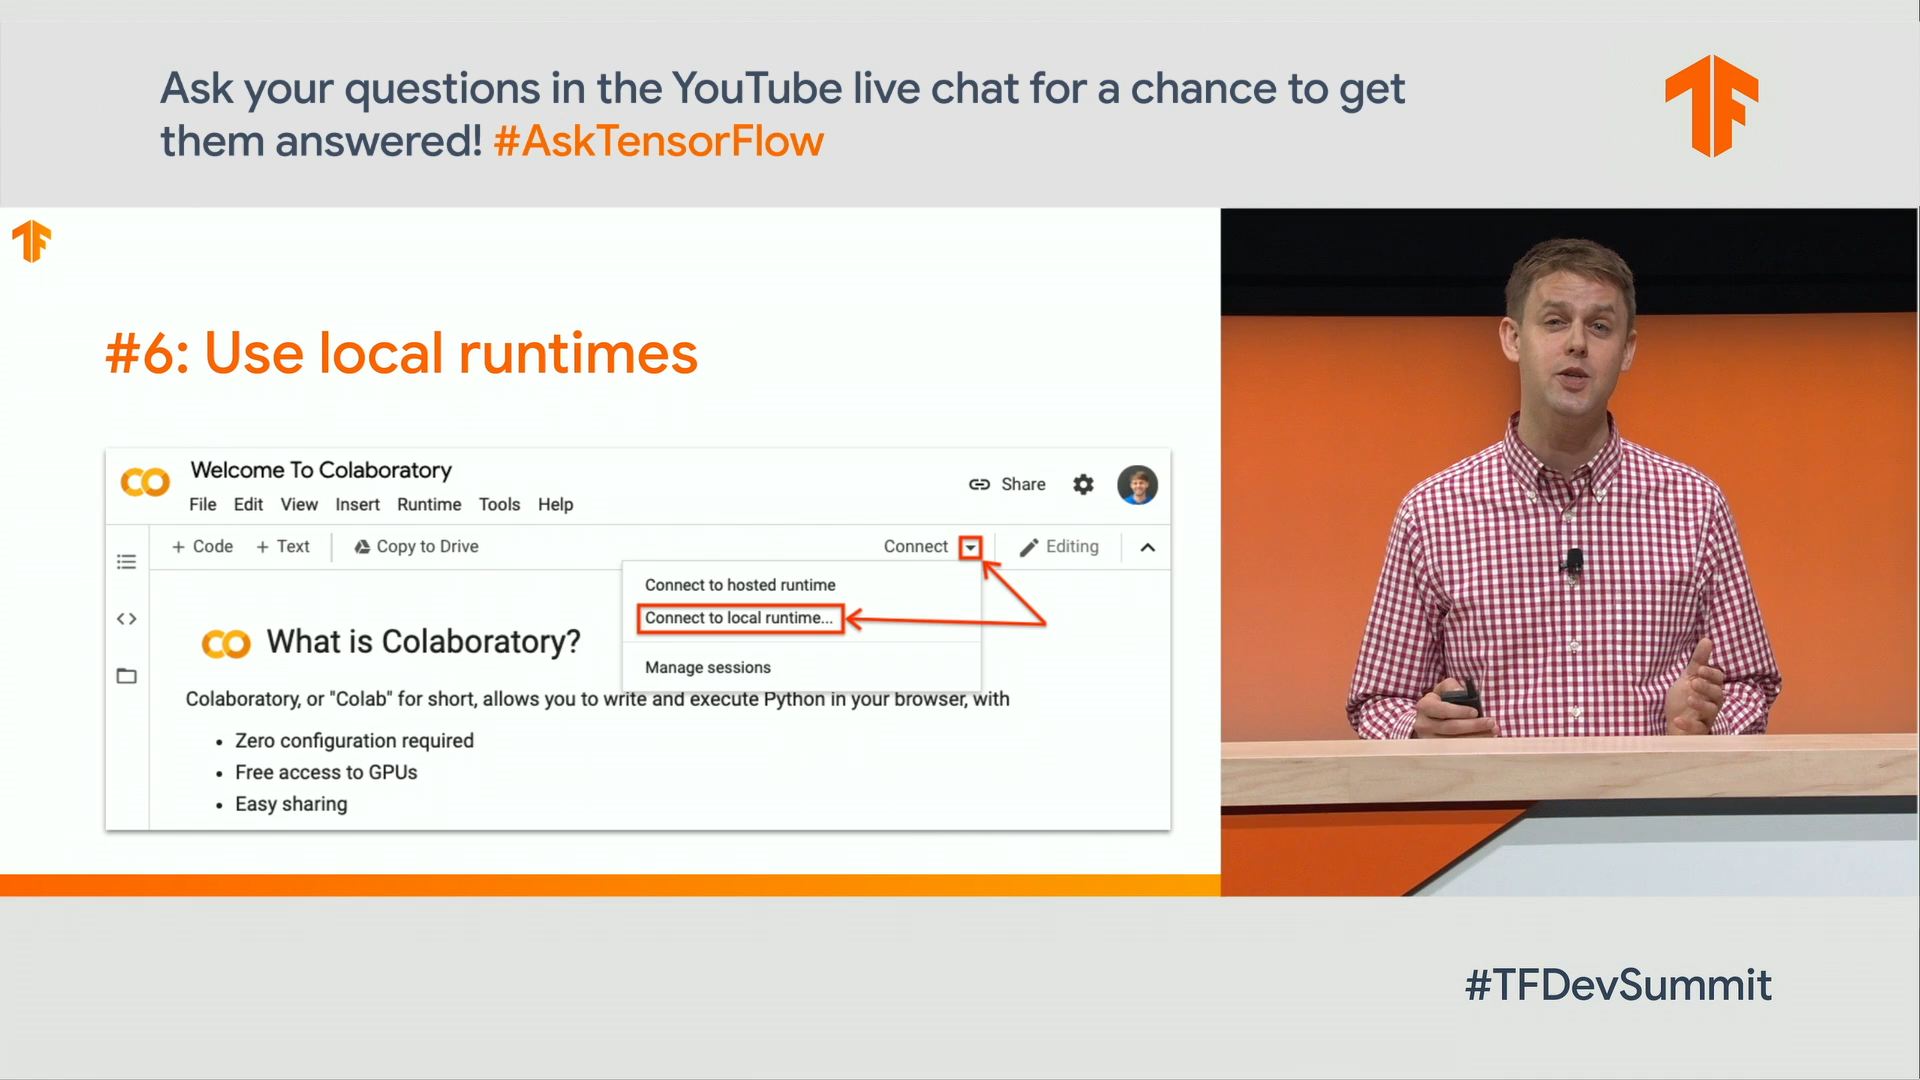 Ask your questions in the YouTube live chat for a chance to get
them answered! #AskTensorFlow
#6: Use local runtimes
Welcome To Colaboratory
File Edit View Insert Runtime Tools Help
Share
+ Code + Text Copy to Drive
Connect
Editing
Connect to hosted runtime
Connect to local runtime...
Manage sessions
What is Colaboratory?
Colaboratory, or "Colab" for short, allows you to write and execute Python in your browser, with
• Zero configuration required
• Free access to GPUs
• Easy sharing
#TFDevSummit